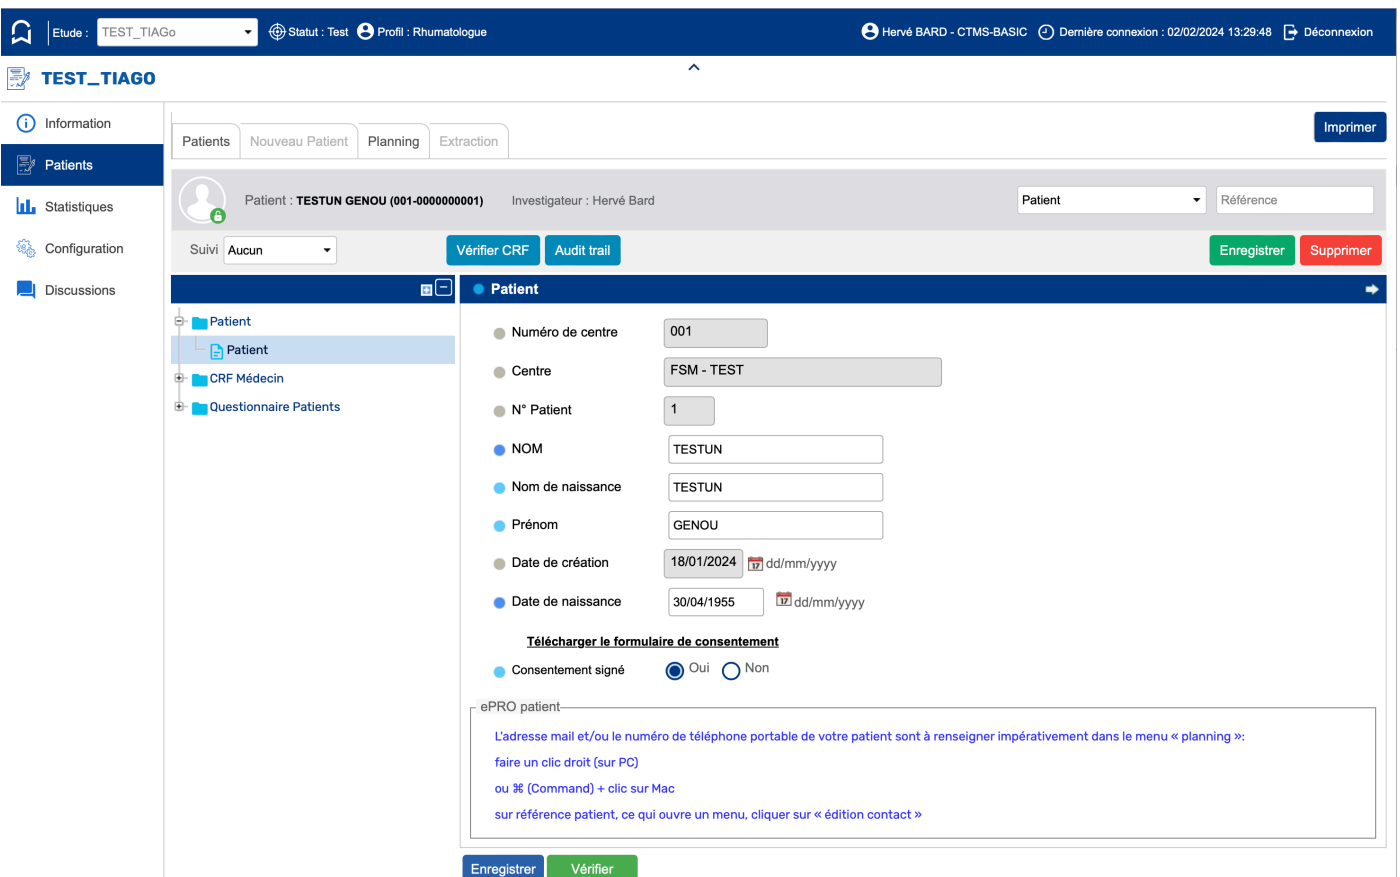 Etude : TEST_TIAGo Statut : Test Profil : Rhumatologue Hervé BARD - CTMS-BASIC Dernière connexion : 02/02/2024 13:29:48 Déconnexion
TEST_TIAGO
Information
Patients
Statistiques
Configuration
Discussions
Patients Nouveau Patient Planning Extraction
Imprimer
Patient : TESTUN GENOU (001-0000000001) Investigateur : Hervé Bard Patient Référence
Suivi Aucun Vérifier CRF Audit trail Enregistrer Supprimer
Patient
Patient
CRF Médecin
Questionnaire Patients
Patient
Numéro de centre 001
Centre FSM - TEST
N° Patient 1
NOM TESTUN
Nom de naissance TESTUN
Prénom GENOU
Date de création 18/01/2024 17 dd/mm/yyyy
Date de naissance 30/04/1955 17 dd/mm/yyyy
Télécharger le formulaire de consentement
Consentement signé Oui Non
ePRO patient
L'adresse mail et/ou le numéro de téléphone portable de votre patient sont à renseigner impérativement dans le menu « planning »:
faire un clic droit (sur PC)
ou ⌘ (Command) + clic sur Mac
sur référence patient, ce qui ouvre un menu, cliquer sur « édition contact »
Enregistrer Vérifier